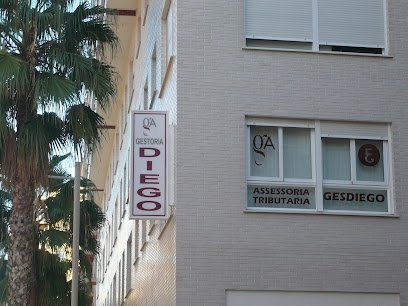 gA
GESTORIA
DIEGO
gA
ASSESSORIA
TRIBUTARIA
GESDIEGO